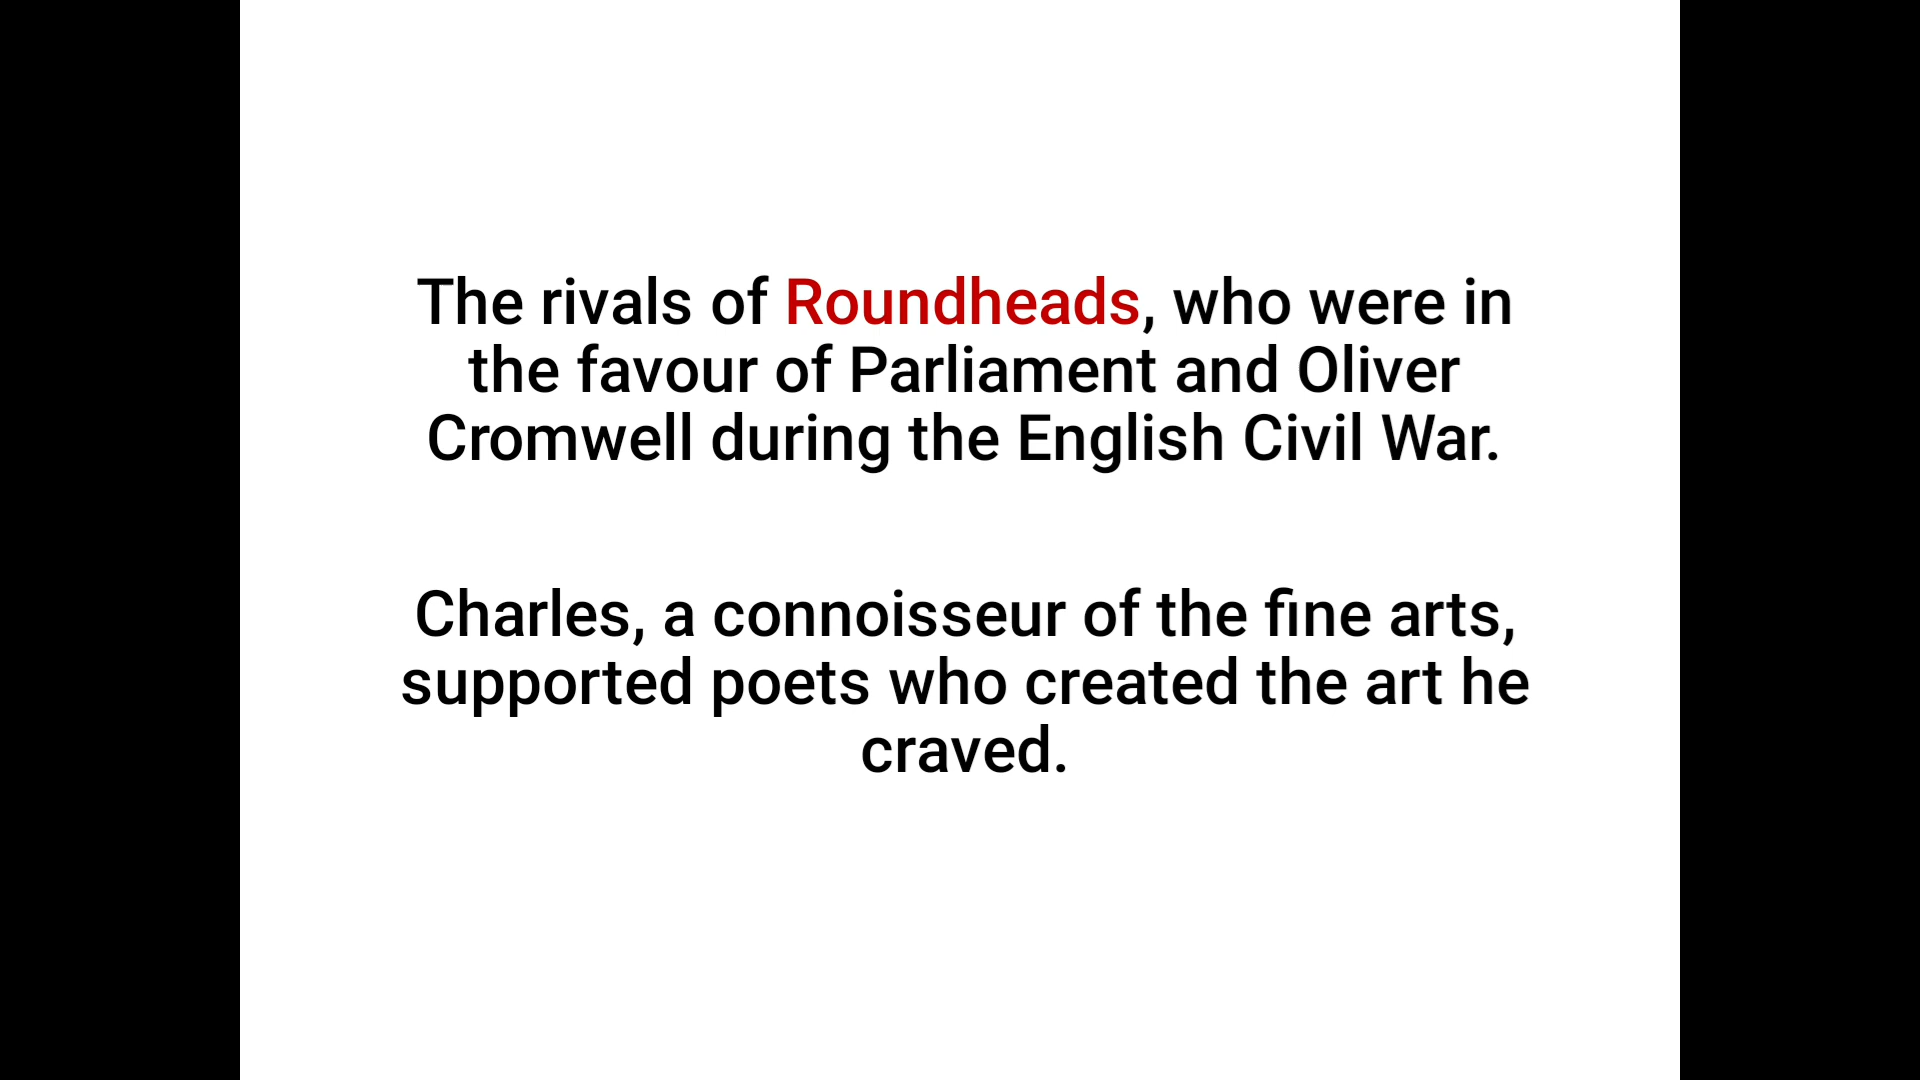 The rivals of Roundheads, who were in
the favour of Parliament and Oliver
Cromwell during the English Civil War.
Charles, a connoisseur of the fine arts,
supported poets who created the art he
craved.